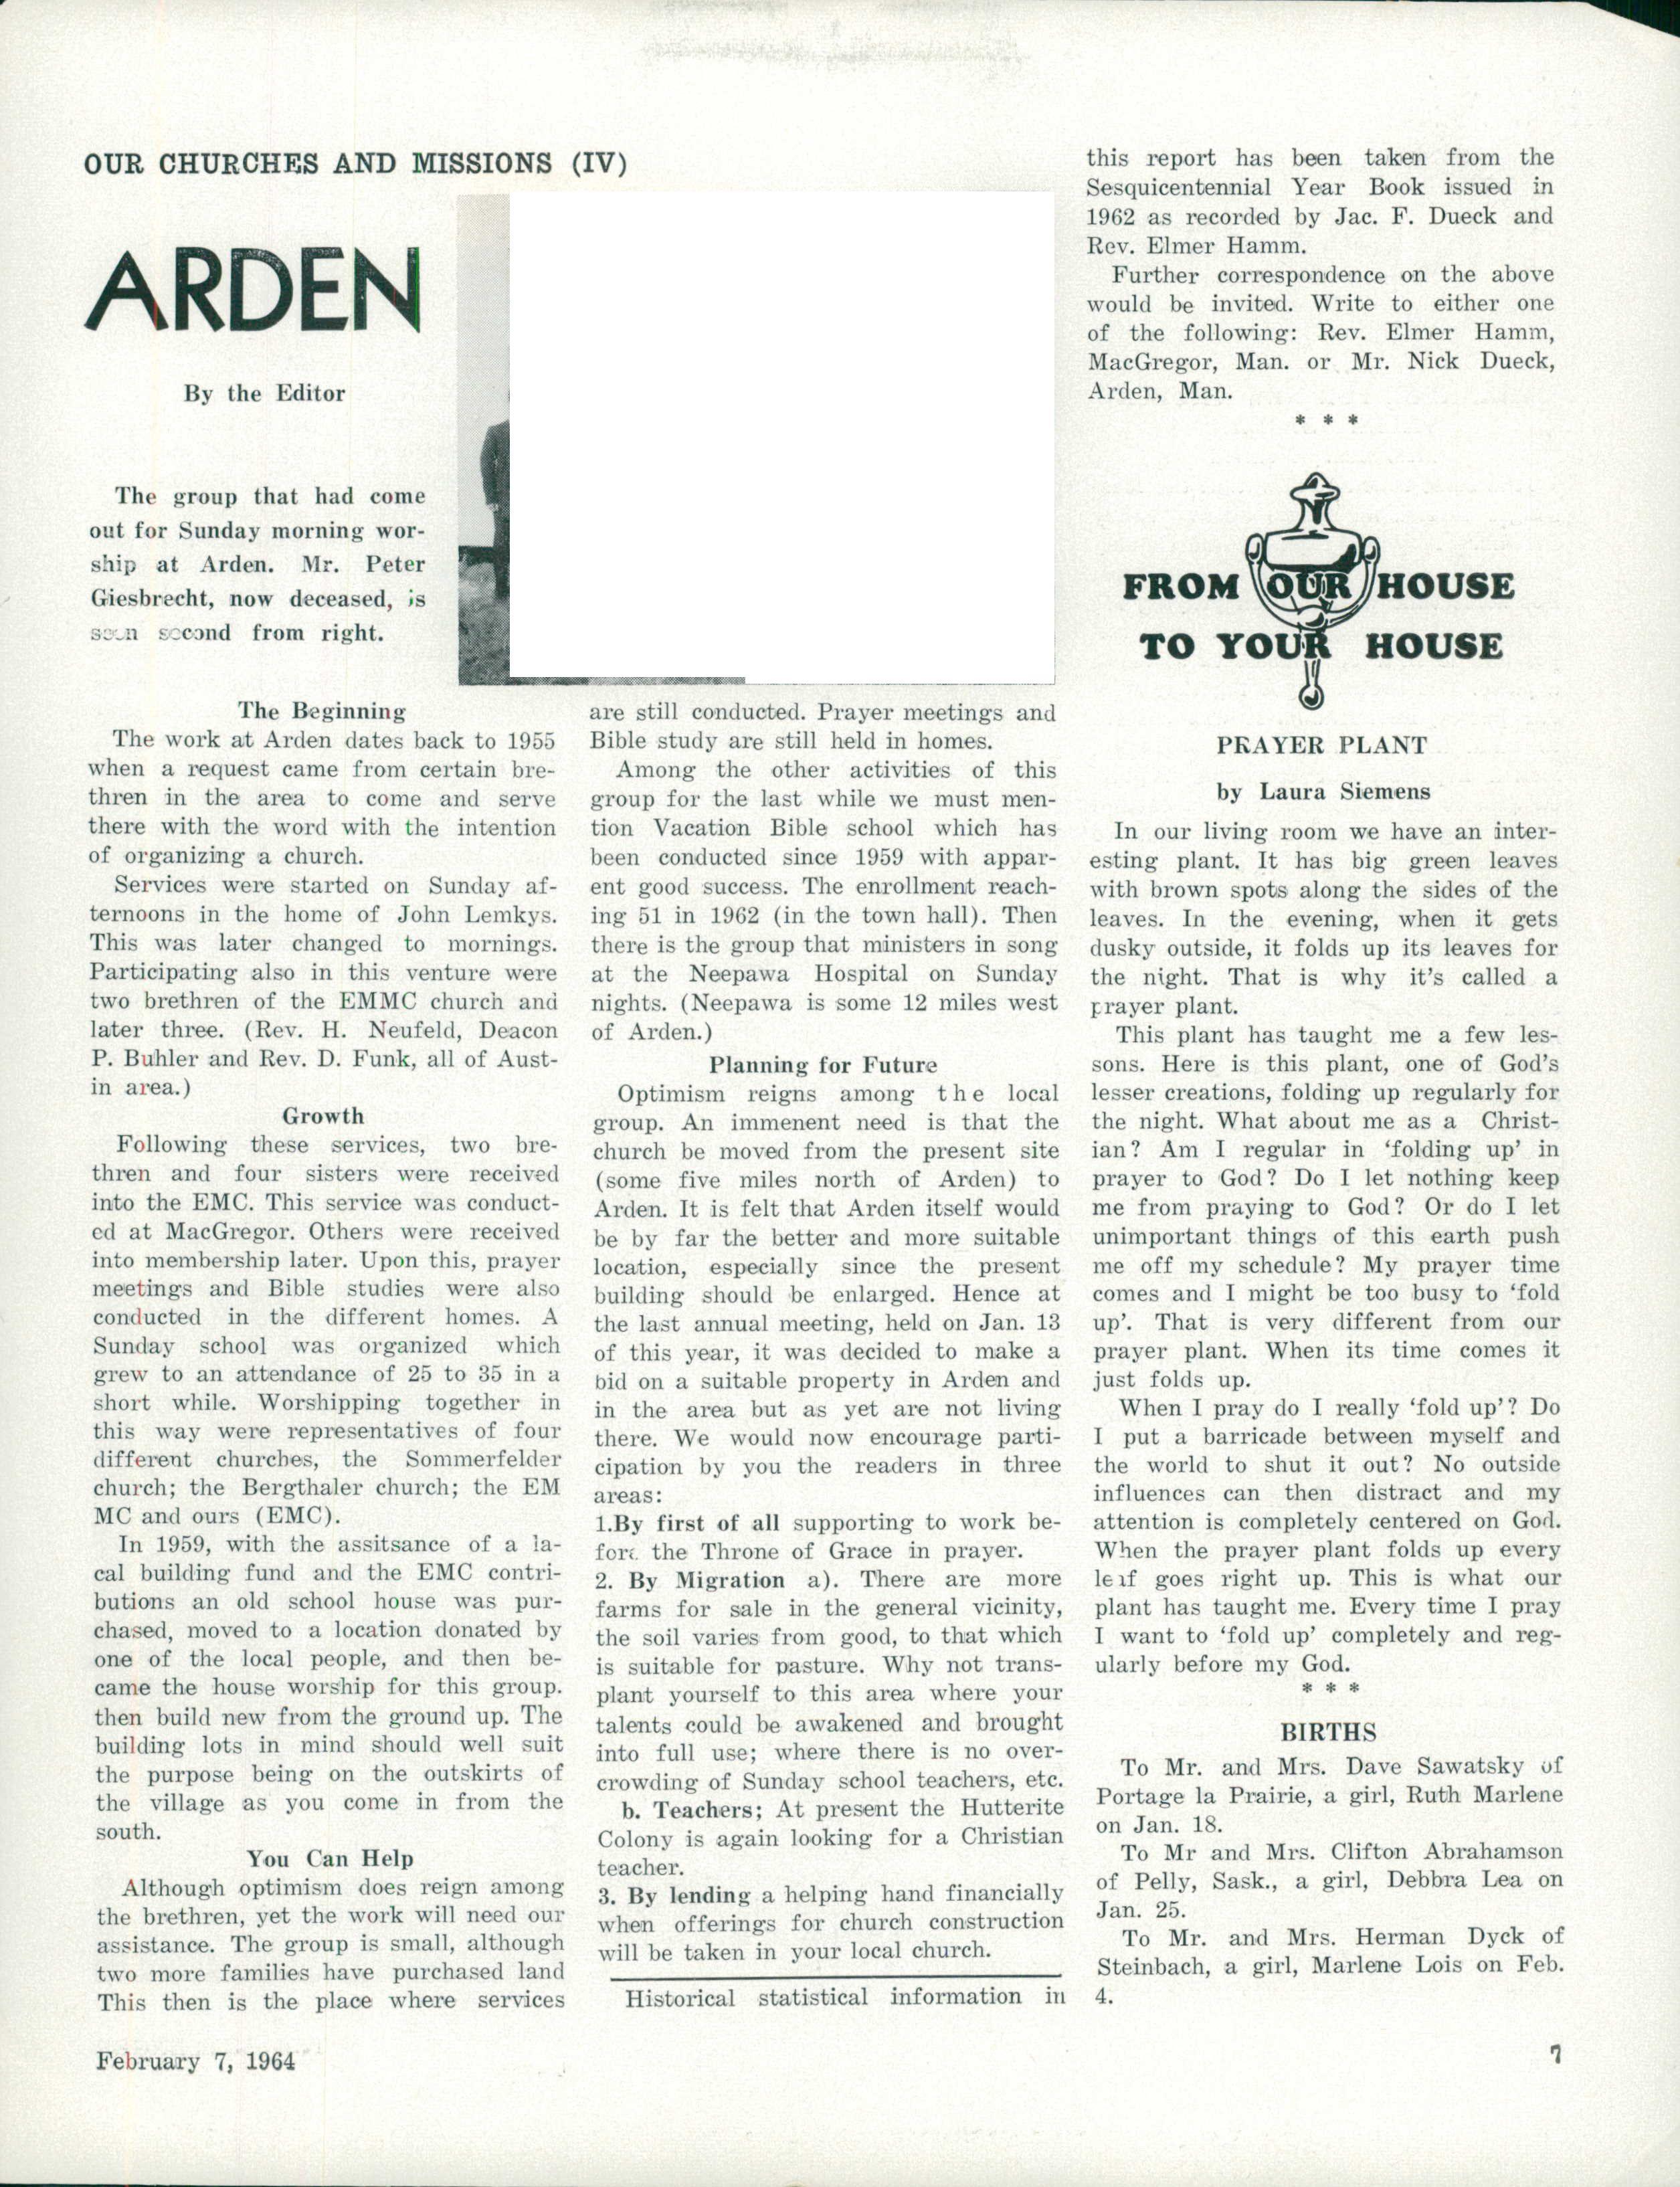 OUR CHURCHES AND MISSIONS (IV)
ARDEN
By the Editor
The group that had come
out for Sunday morning wor-
ship at Arden. Mr. Peter
Giesbrecht, now deceased, is
seen second from right.
The Beginning
The work at Arden dates back to 1955
when a request came from certain bre-
thren in the area to come and serve
there with the word with the intention
of organizing a church.
Services were started on Sunday af-
ternoons in the home of John Lemkys.
This was later changed to mornings.
Participating also in this venture were
two brethren of the EMMC church and
later three. (Rev. H. Neufeld, Deacon
P. Buhler and Rev. D. Funk, all of Aust-
in area.)
Growth
Following these services, two bre-
thren and four sisters were received
into the EMC. This service was conduct-
ed at MacGregor. Others were received
into membership later. Upon this, prayer
meetings and Bible studies were also
conducted in the different homes. A
Sunday school was organized which
grew to an attendance of 25 to 35 in a
short while. Worshipping together in
this way were representatives of four
different churches, the Sommerfelder
church; the Bergthaler church; the EM
MC and ours (EMC).
In 1959, with the assitsance of a la-
cal building fund and the EMC contri-
butions an old school house was pur-
chased, moved to a location donated by
one of the local people, and then be-
came the house worship for this group.
then build new from the ground up. The
building lots in mind should well suit
the purpose being on the outskirts of
the village as you come in from the
south.
You Can Help
Although optimism does reign among
the brethren, yet the work will need our
assistance. The group is small, although
two more families have purchased land
This then is the place where services
are still conducted. Prayer meetings and
Bible study are still held in homes.
Among the other activities of this
group for the last while we must men-
tion Vacation Bible school which has
been conducted since 1959 with appar-
ent good success. The enrollment reach-
ing 51 in 1962 (in the town hall). Then
there is the group that ministers in song
at the Neepawa Hospital on Sunday
nights. (Neepawa is some 12 miles west
of Arden.)
Planning for Future
Optimism reigns among the local
group. An immenent need is that the
church be moved from the present site
(some five miles north of Arden) to
Arden. It is felt that Arden itself would
be by far the better and more suitable
location, especially since the present
building should be enlarged. Hence at
the last annual meeting, held on Jan. 13
of this year, it was decided to make a
bid on a suitable property in Arden and
in the area but as yet are not living
there. We would now encourage parti-
cipation by you the readers in three
areas:
1.By first of all supporting to work be-
fore the Throne of Grace in prayer.
2. By Migration a). There are more
farms for sale in the general vicinity,
the soil varies from good, to that which
is suitable for pasture. Why not trans-
plant yourself to this area where your
talents could be awakened and brought
into full use; where there is no over-
crowding of Sunday school teachers, etc.
b. Teachers; At present the Hutterite
Colony is again looking for a Christian
teacher.
3. By lending a helping hand financially
when offerings for church construction
will be taken in your local church.
Historical statistical information in
this report has been taken from the
Sesquicentennial Year Book issued in
1962 as recorded by Jac. F. Dueck and
Rev. Elmer Hamm.
Further correspondence on the above
would be invited. Write to either one
of the following: Rev. Elmer Hamm,
MacGregor, Man. or Mr. Nick Dueck,
Arden, Man.
* * *
FROM OUR HOUSE
TO YOUR HOUSE
PRAYER PLANT
by Laura Siemens
In our living room we have an inter-
esting plant. It has big green leaves
with brown spots along the sides of the
leaves. In the evening, when it gets
dusky outside, it folds up its leaves for
the night. That is why it's called a
prayer plant.
This plant has taught me a few les-
sons. Here is this plant, one of God's
lesser creations, folding up regularly for
the night. What about me as a Christ-
ian? Am I regular in 'folding up' in
prayer to God? Do I let nothing keep
me from praying to God? Or do I let
unimportant things of this earth push
me off my schedule? My prayer time
comes and I might be too busy to 'fold
up'. That is very different from our
prayer plant. When its time comes it
just folds up.
When I pray do I really 'fold up'? Do
I put a barricade between myself and
the world to shut it out? No outside
influences can then distract and my
attention is completely centered on God.
When the prayer plant folds up every
leaf goes right up. This is what our
plant has taught me. Every time I pray
I want to 'fold up' completely and reg-
ularly before my God.
* * *
BIRTHS
To Mr. and Mrs. Dave Sawatsky of
Portage la Prairie, a girl, Ruth Marlene
on Jan. 18.
To Mr and Mrs. Clifton Abrahamson
of Pelly, Sask., a girl, Debbra Lea on
Jan. 25.
To Mr. and Mrs. Herman Dyck of
Steinbach, a girl, Marlene Lois on Feb.
4.
February 7, 1964
7